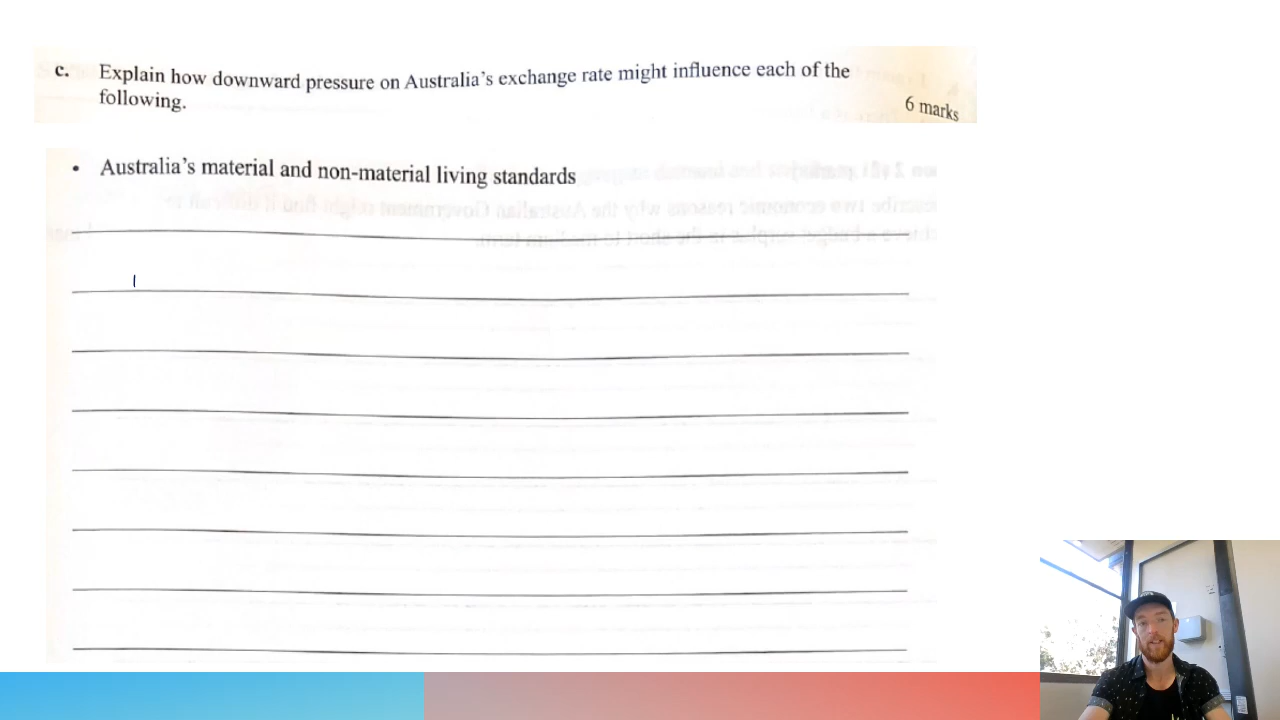 c. Explain how downward pressure on Australia's exchange rate might influence each of the
following.
6 marks
• Australia's material and non-material living standards